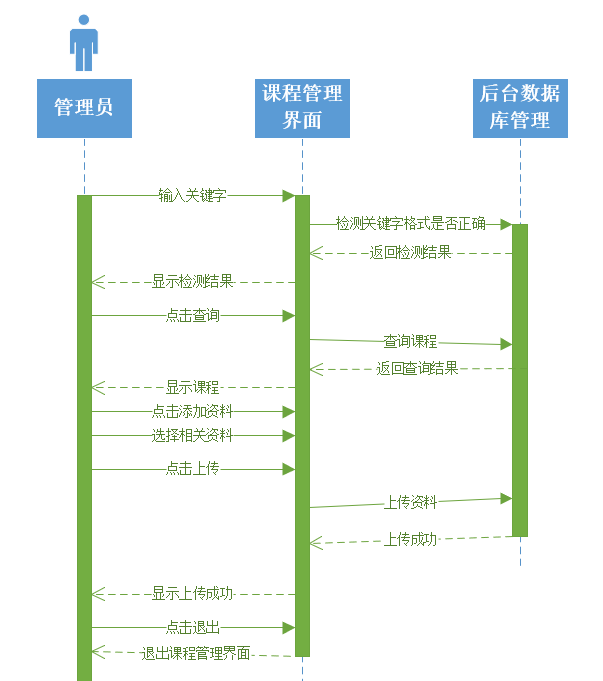 管理员
课程管理
界面
后台数据
库管理
输入关键字
检测关键字格式是否正确
返回检测结果
显示检测结果
点击查询
查询课程
返回查询结果
显示课程
点击添加资料
选择相关资料
点击上传
上传资料
上传成功
显示上传成功
点击退出
退出课程管理界面